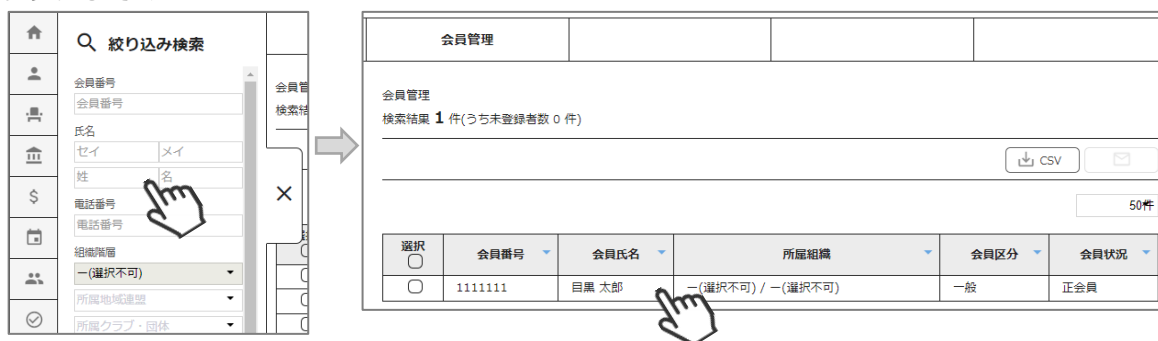 絞り込み検索
会員番号
会員番号
氏名
セイ メイ
姓 名
電話番号
電話番号
組織階層
ー(選択不可)
所属地域連盟
所属クラブ・団体
会員管
検索結
会員管理
会員管理
検索結果 1 件(うち未登録者数 0 件)
CSV
50件
選択 会員番号 会員氏名 所属組織 会員区分 会員状況
1111111 目黒 太郎 ー(選択不可) / ー(選択不可) 一般 正会員